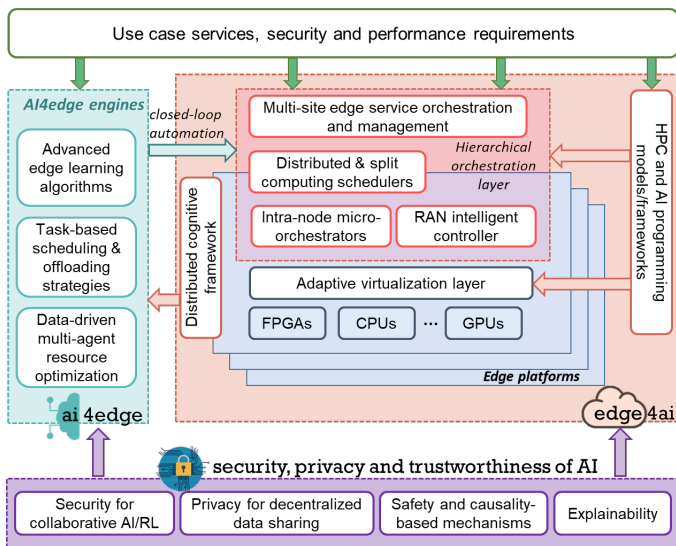 Use case services, security and performance requirements
AI4edge engines
Advanced
edge learning
algorithms
Task-based
scheduling &
offloading
strategies
Data-driven
multi-agent
resource
optimization
ai 4edge
closed-loop
automation
Distributed cognitive
framework
Multi-site edge service orchestration
and management
Distributed & split
computing schedulers
Hierarchical
orchestration
layer
Intra-node micro-
orchestrators
RAN intelligent
controller
Adaptive virtualization layer
FPGAs
CPUs
...
GPUs
Edge platforms
HPC and AI programming
models/frameworks
edge 4ai
security, privacy and trustworthiness of AI
Security for
collaborative AI/RL
Privacy for decentralized
data sharing
Safety and causality-
based mechanisms
Explainability